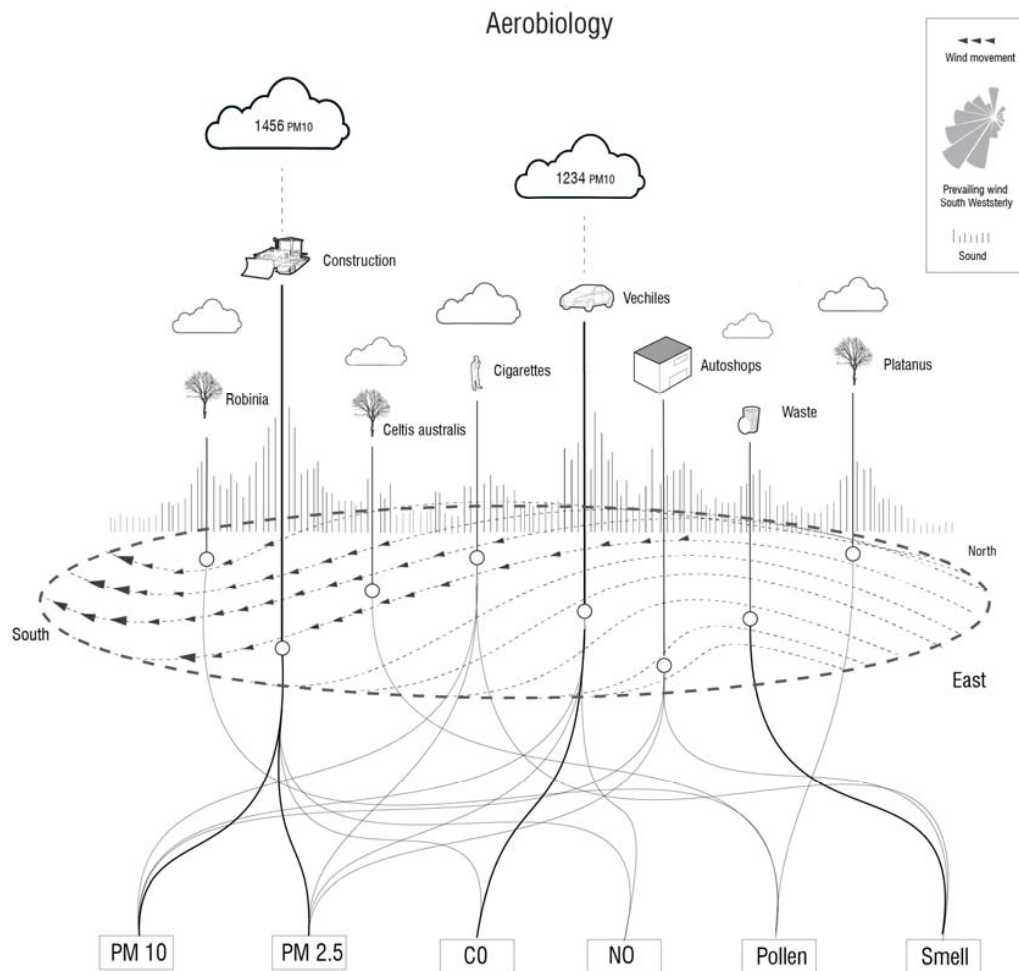 Aerobiology
Wind movement
Prevailing wind
South Weststerly
Sound
1456 PM10
1234 PM10
Construction
Vechiles
Robinia
Celtis australis
Cigarettes
Autoshops
Waste
Platanus
North
South
East
PM 10
PM 2.5
C0
NO
Pollen
Smell